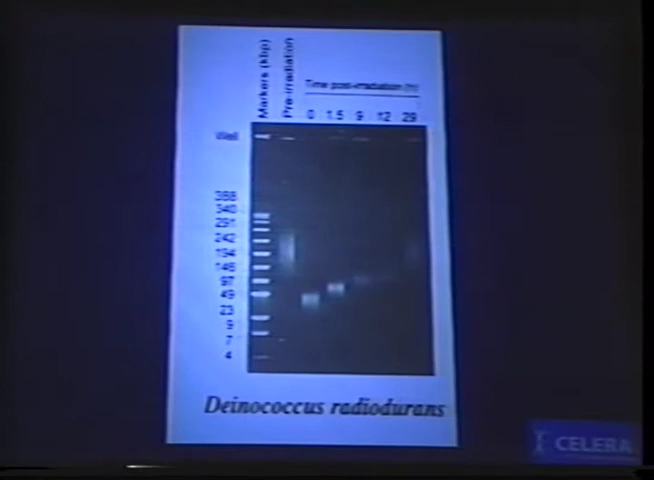 Markers (kbp)
Pre-irradiation
Time post-irradiation (h)
0 1.5 9 12 29
Well
388
340
291
242
194
146
97
49
23
9
7
4
Deinococcus radiodurans
CELERA